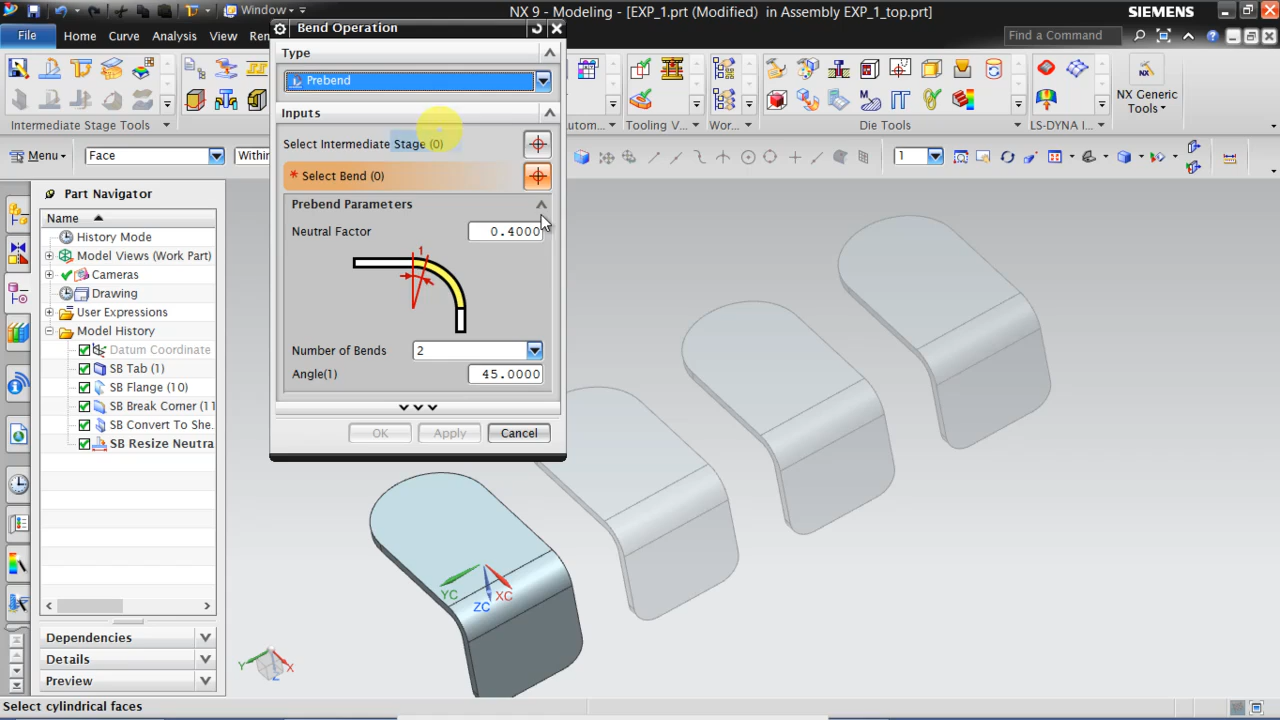 Window
NX 9 - Modeling - [EXP_1.prt (Modified) in Assembly EXP_1_top.prt]
SIEMENS
File
Home
Curve
Analysis
View
Ren
Find a Command
Intermediate Stage Tools
Autom...
Tooling V...
Wor...
Die Tools
NX General
Tools
LS-DYNA I...
Menu
Face
Within
1
Bend Operation
Type
Prebend
Inputs
Select Intermediate Stage (0)
* Select Bend (0)
Prebend Parameters
Neutral Factor
0.4000
1
Number of Bends
2
Angle(1)
45.0000
OK
Apply
Cancel
Part Navigator
Name
History Mode
Model Views (Work Part)
Cameras
Drawing
User Expressions
Model History
Datum Coordinate
SB Tab (1)
SB Flange (10)
SB Break Corner (11
SB Convert To She...
SB Resize Neutra
Dependencies
Details
Preview
YC
ZC
XC
Y
X
Z
Select cylindrical faces